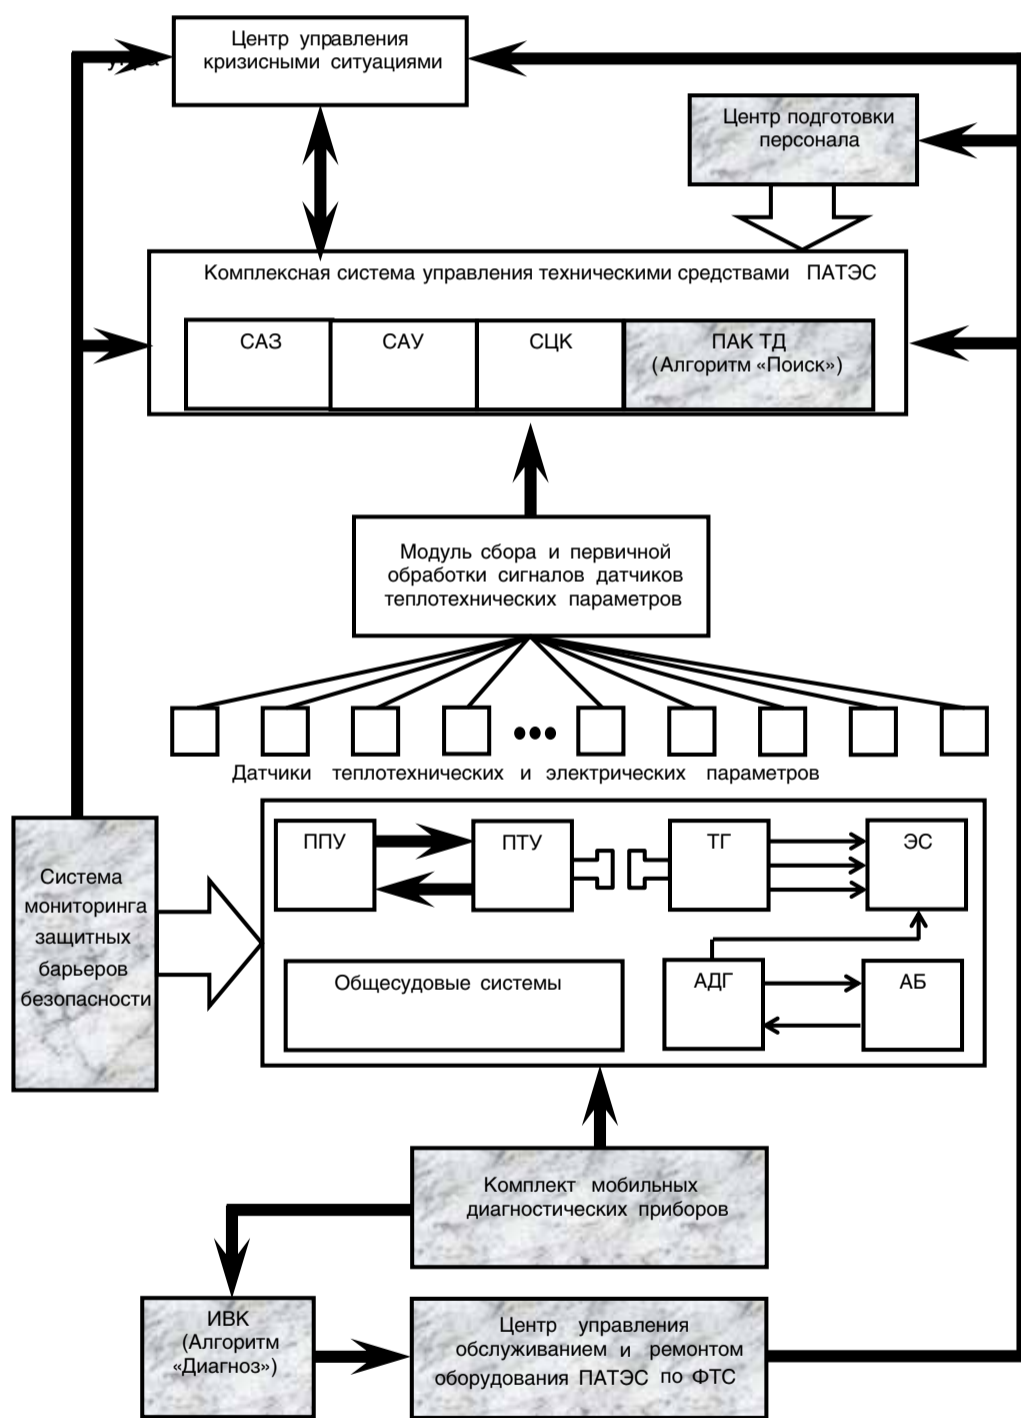 Центр управления
кризисными ситуациями
Центр подготовки
персонала
Комплексная система управления техническими средствами ПАТЭС
САЗ
САУ
СЦК
ПАК ТД
(Алгоритм «Поиск»)
Модуль сбора и первичной
обработки сигналов датчиков
теплотехнических параметров
Датчики теплотехнических и электрических параметров
ППУ
ПТУ
ТГ
ЭС
Система
мониторинга
защитных
барьеров
безопасности
Общесудовые системы
АДГ
АБ
Комплект мобильных
диагностических приборов
ИВК
(Алгоритм
«Диагноз»)
Центр управления
обслуживанием и ремонтом
оборудования ПАТЭС по ФТС